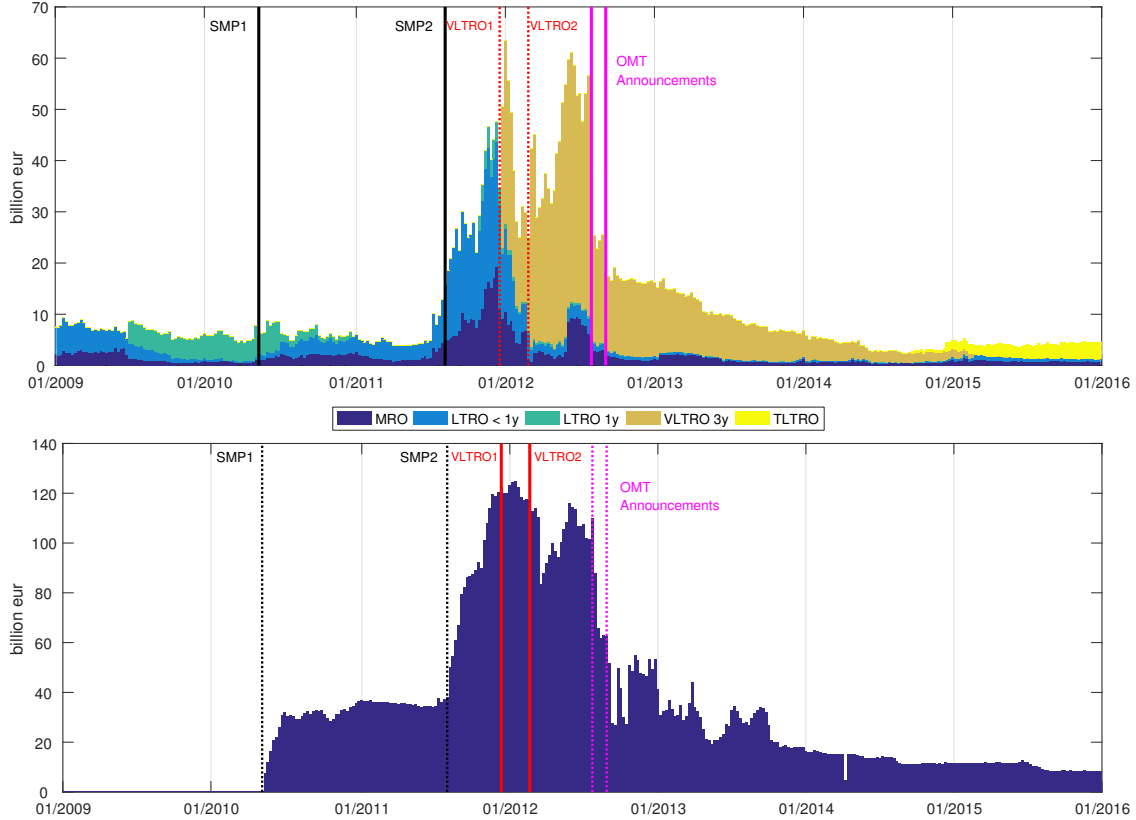 70
60
50
40
30
20
10
0
billion eur
SMP1
SMP2
VLTRO1
VLTRO2
OMT
Announcements
01/2009
01/2010
01/2011
01/2012
01/2013
01/2014
01/2015
01/2016
MRO
LTRO < 1y
LTRO 1y
VLTRO 3y
TLTRO
140
120
100
80
60
40
20
0
billion eur
SMP1
SMP2
VLTRO1
VLTRO2
OMT
Announcements
01/2009
01/2010
01/2011
01/2012
01/2013
01/2014
01/2015
01/2016